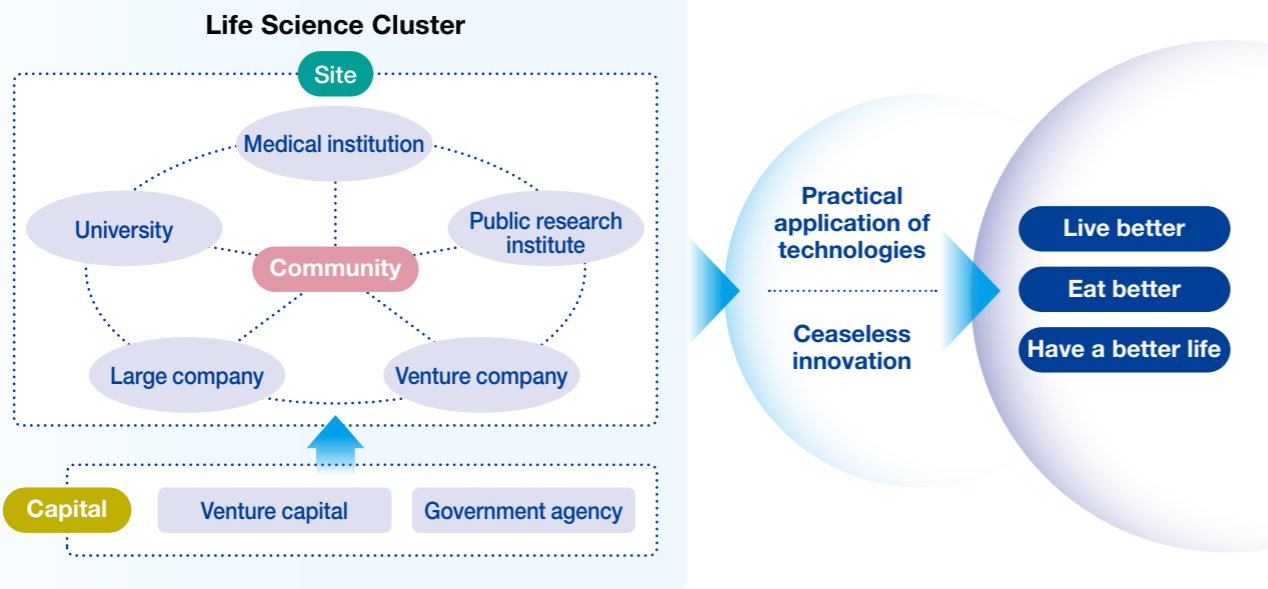 Life Science Cluster
Site
Medical institution
University
Public research
institute
Community
Large company
Venture company
Capital
Venture capital
Government agency
Practical
application of
technologies
Ceaseless
innovation
Live better
Eat better
Have a better life